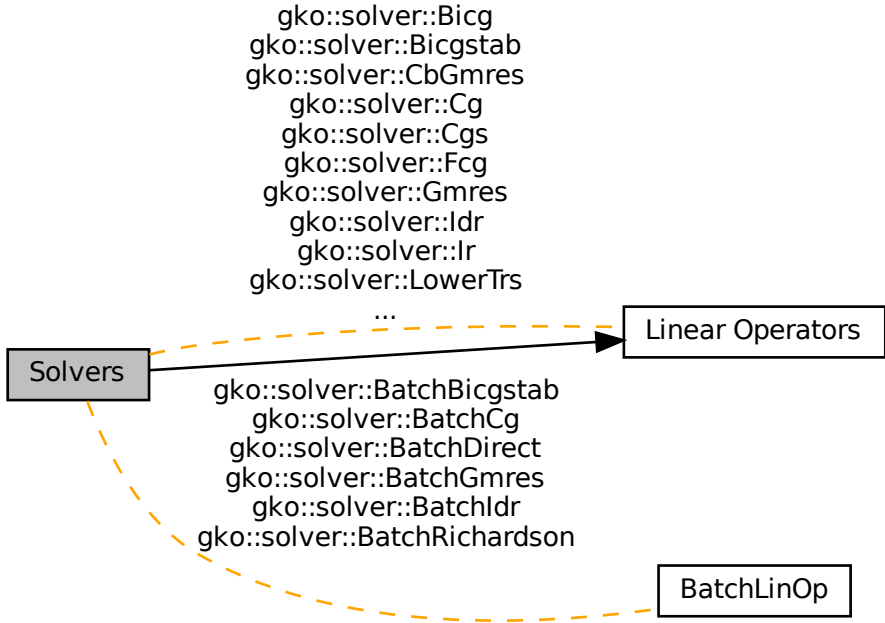 gko::solver::Bicg
gko::solver::Bicgstab
gko::solver::CbGmres
gko::solver::Cg
gko::solver::Cgs
gko::solver::Fcg
gko::solver::Gmres
gko::solver::Idr
gko::solver::Ir
gko::solver::LowerTrs
...
Linear Operators
Solvers
gko::solver::BatchBicgstab
gko::solver::BatchCg
gko::solver::BatchDirect
gko::solver::BatchGmres
gko::solver::BatchIdr
gko::solver::BatchRichardson
BatchLinOp